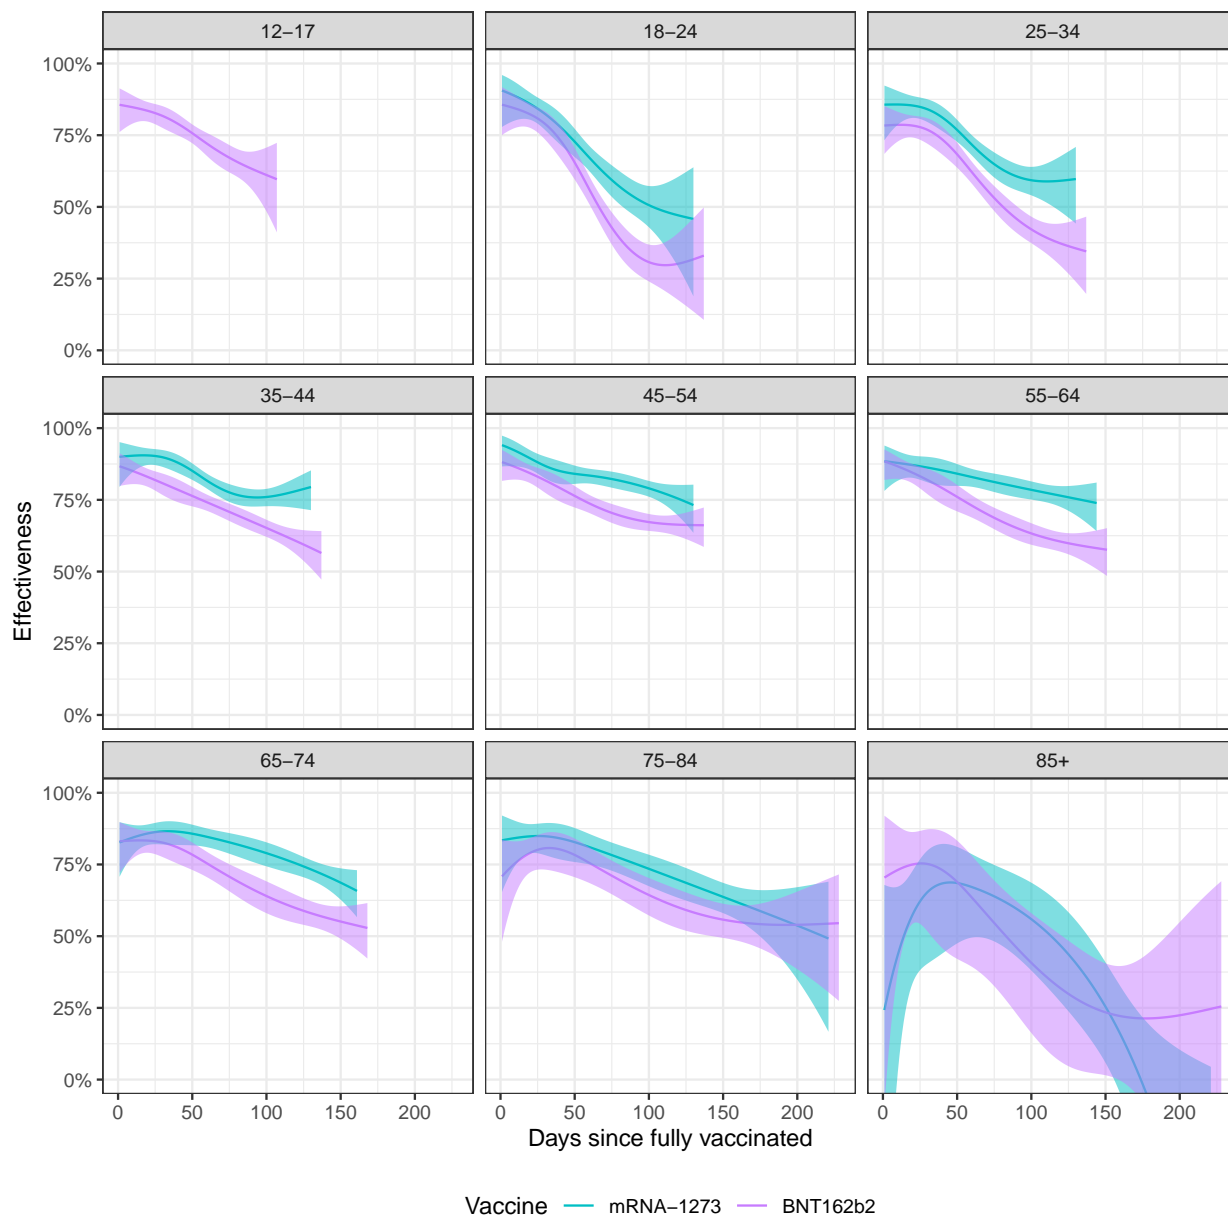 12−17 18−24 25−34
100%
75%
50%
25%
0%
35−44 45−54 55−64
100%
75%
50%
25%
0%
Effectiveness
65−74 75−84 85+
100%
75%
50%
25%
0%
0 50 100 150 200 0 50 100 150 200 0 50 100 150 200
Days since fully vaccinated
Vaccine mRNA−1273 BNT162b2